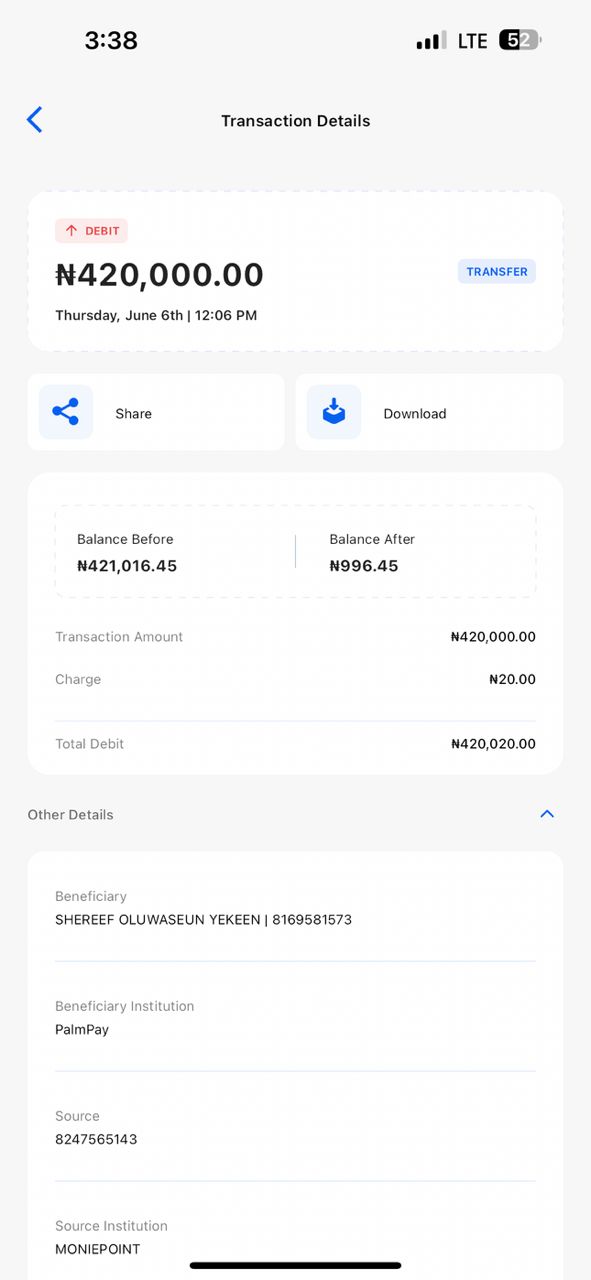 3:38
LTE 52
Transaction Details
DEBIT
₦420,000.00
TRANSFER
Thursday, June 6th | 12:06 PM
Share
Download
Balance Before
₦421,016.45
Balance After
₦996.45
Transaction Amount ₦420,000.00
Charge ₦20.00
Total Debit ₦420,020.00
Other Details
Beneficiary
SHEREEF OLUWASEUN YEKEEN | 8169581573
Beneficiary Institution
PalmPay
Source
8247565143
Source Institution
MONIEPOINT